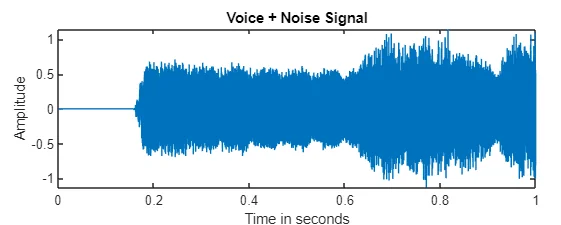 Voice + Noise Signal
1
0.5
0
-0.5
-1
Amplitude
0 0.2 0.4 0.6 0.8 1
Time in seconds